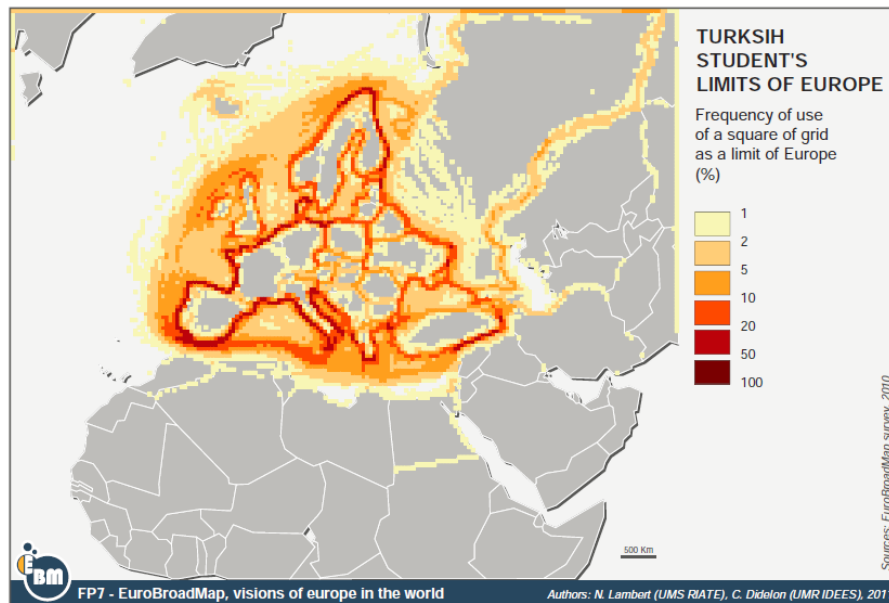 TURKSIH
STUDENT'S
LIMITS OF EUROPE
Frequency of use
of a square of grid
as a limit of Europe
(%)
1
2
5
10
20
50
100
Sources: EuroBroadMap survey, 2010
500 Km
EBM
FP7 - EuroBroadMap, visions of europe in the world
Authors: N. Lambert (UMS RIATE), C. Didelon (UMR IDEES), 201